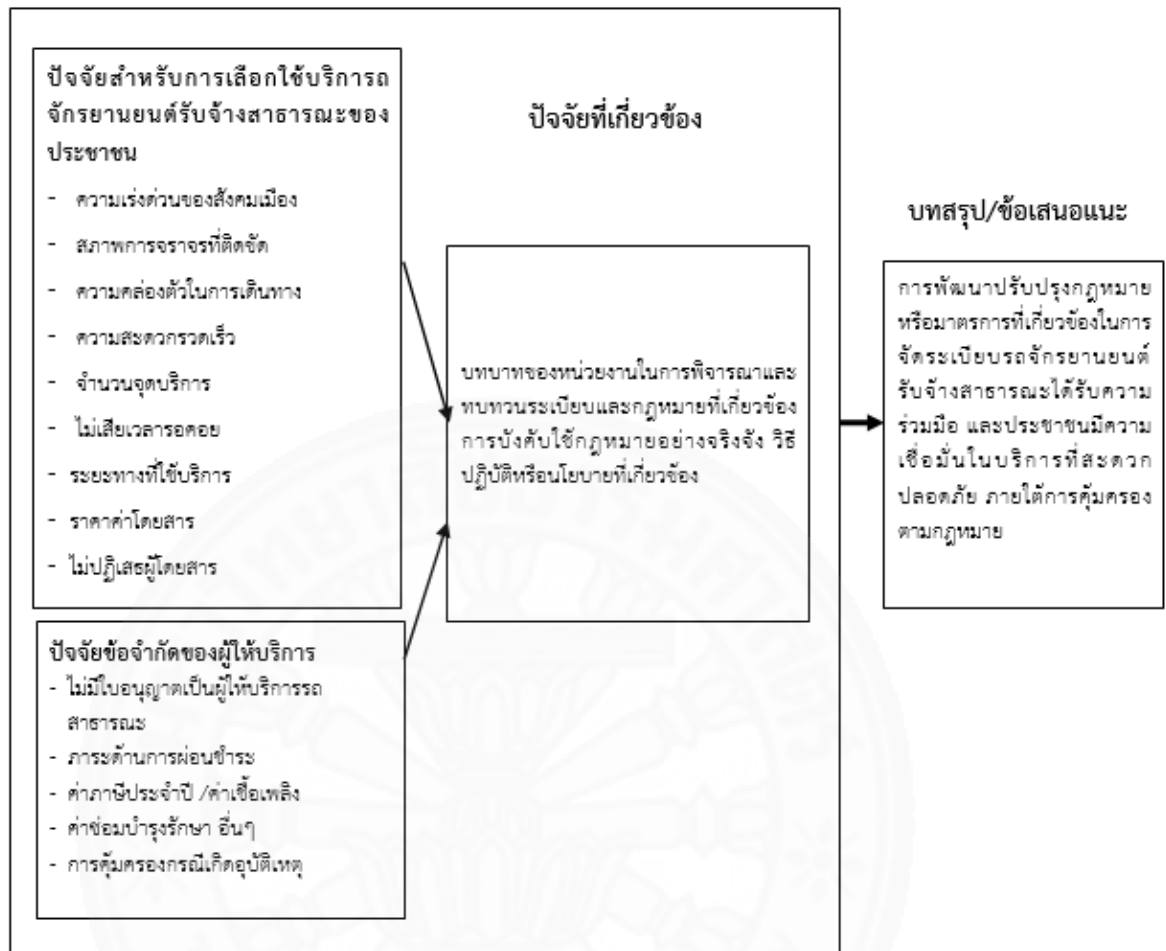 ปัจจัยสำหรับการเลือกใช้บริการถ
จักรยานยนต์รับจ้างสาธารณะของ
ประชาชน
- ความเร่งด่วนของสังคมเมือง
- สภาพการจราจรที่ติดขัด
- ความคล่องตัวในการเดินทาง
- ความสะดวกรวดเร็ว
- จำนวนจุดบริการ
- ไม่เสียเวลารอคอย
- ระยะทางที่ใช้บริการ
- ราคาค่าโดยสาร
- ไม่ปฏิเสธผู้โดยสาร
ปัจจัยข้อจำกัดของผู้ให้บริการ
- ไม่มีใบอนุญาตเป็นผู้ให้บริการรถ
สาธารณะ
- ภาระด้านการผ่อนชำระ
- ค่าภาษีประจำปี /ค่าเชื้อเพลิง
- ค่าซ่อมบำรุงรักษา อื่นๆ
- การคุ้มครองกรณีเกิดอุบัติเหตุ
ปัจจัยที่เกี่ยวข้อง
บทบาทของหน่วยงานในการพิจารณาและ
ทบทวนระเบียบและกฎหมายที่เกี่ยวข้อง
การบังคับใช้กฎหมายอย่างจริงจัง วิธี
ปฏิบัติหรือนโยบายที่เกี่ยวข้อง
บทสรุป/ข้อเสนอแนะ
การพัฒนาปรับปรุงกฎหมาย
หรือมาตรการที่เกี่ยวข้องในการ
จัดระเบียบรถจักรยานยนต์
รับจ้างสาธารณะได้รับความ
ร่วมมือ และประชาชนมีความ
เชื่อมั่นในบริการที่สะดวก
ปลอดภัย ภายใต้การคุ้มครอง
ตามกฎหมาย